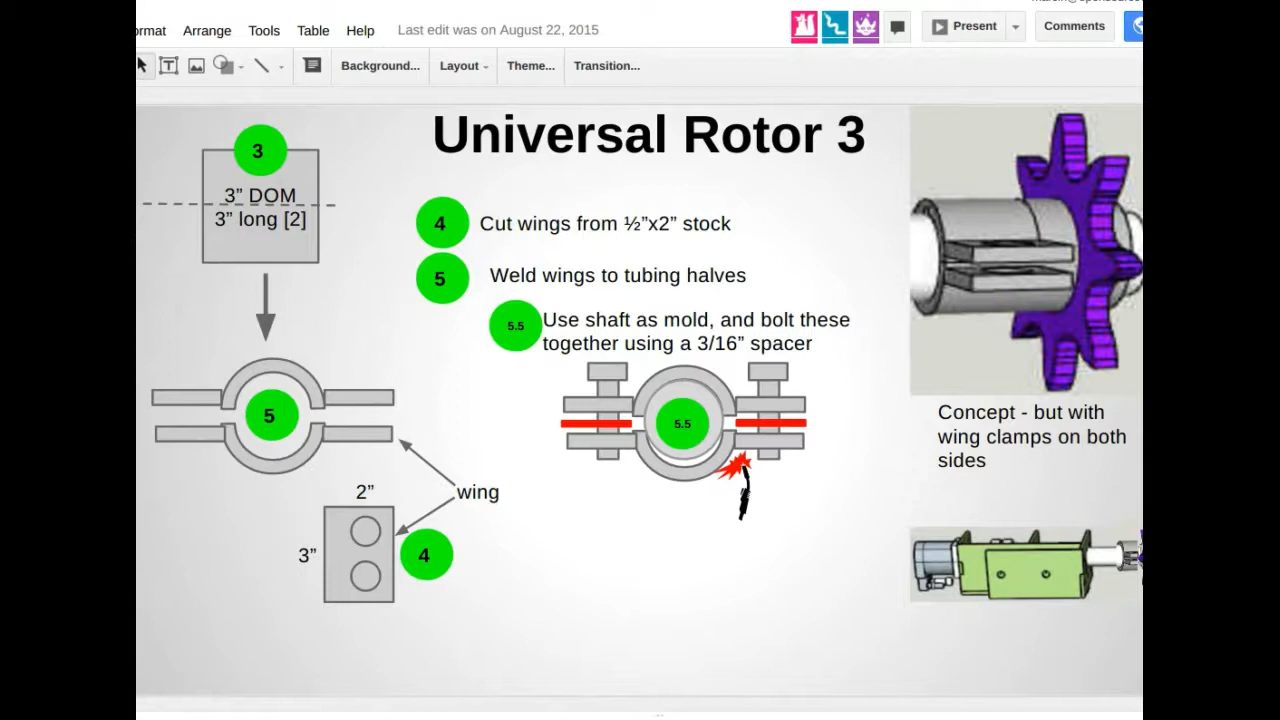 Arrange Tools Table Help Last edit was on August 22, 2015
Present Comments
Background... Layout Theme... Transition...
Universal Rotor 3
3
3” DOM
3” long [2]
4 Cut wings from ½”x2” stock
5 Weld wings to tubing halves
5.5 Use shaft as mold, and bolt these
together using a 3/16” spacer
5
5.5
Concept - but with
wing clamps on both
sides
2”
wing
3”
4